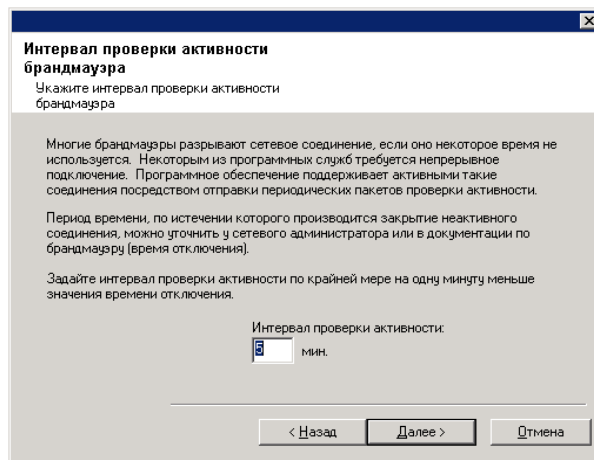 Интервал проверки активности
брандмауэра
Укажите интервал проверки активности
брандмауэра
Многие брандмауэры разрывают сетевое соединение, если оно некоторое время не
используется. Некоторым из программных служб требуется непрерывное
подключение. Программное обеспечение поддерживает активными такие
соединения посредством отправки периодических пакетов проверки активности.
Период времени, по истечении которого производится закрытие неактивного
соединения, можно уточнить у сетевого администратора или в документации по
брандмауэру (время отключения).
Задайте интервал проверки активности по крайней мере на одну минуту меньше
значения времени отключения.
Интервал проверки активности:
5 мин.
< Назад Далее > Отмена